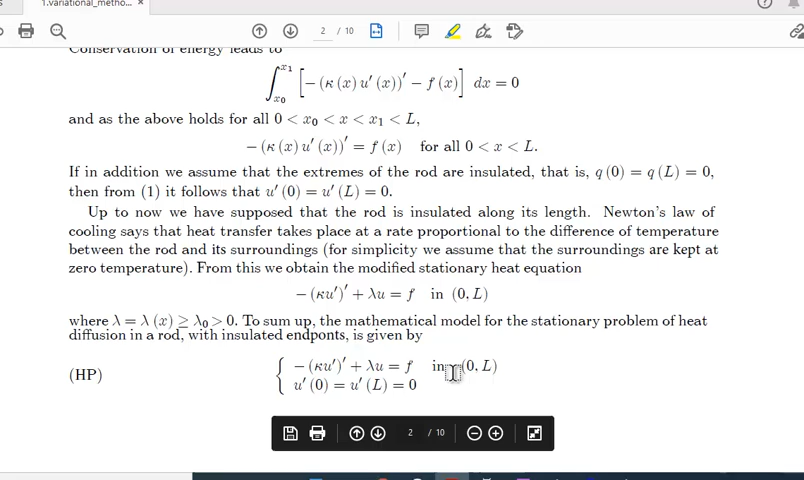 1.variational_metho...
2 / 10
Conservation of energy leads to
∫_{x₀}^{x₁} [−(κ(x) u′(x))′ − f(x)] dx = 0
and as the above holds for all 0 < x₀ < x < x₁ < L,
−(κ(x) u′(x))′ = f(x) for all 0 < x < L.
If in addition we assume that the extremes of the rod are insulated, that is, q(0) = q(L) = 0,
then from (1) it follows that u′(0) = u′(L) = 0.
Up to now we have supposed that the rod is insulated along its length. Newton's law of
cooling says that heat transfer takes place at a rate proportional to the difference of temperature
between the rod and its surroundings (for simplicity we assume that the surroundings are kept at
zero temperature). From this we obtain the modified stationary heat equation
−(κu′)′ + λu = f in (0, L)
where λ = λ(x) ≥ λ₀ > 0. To sum up, the mathematical model for the stationary problem of heat
diffusion in a rod, with insulated endponts, is given by
(HP) { −(κu′)′ + λu = f in (0, L)
u′(0) = u′(L) = 0
2 / 10